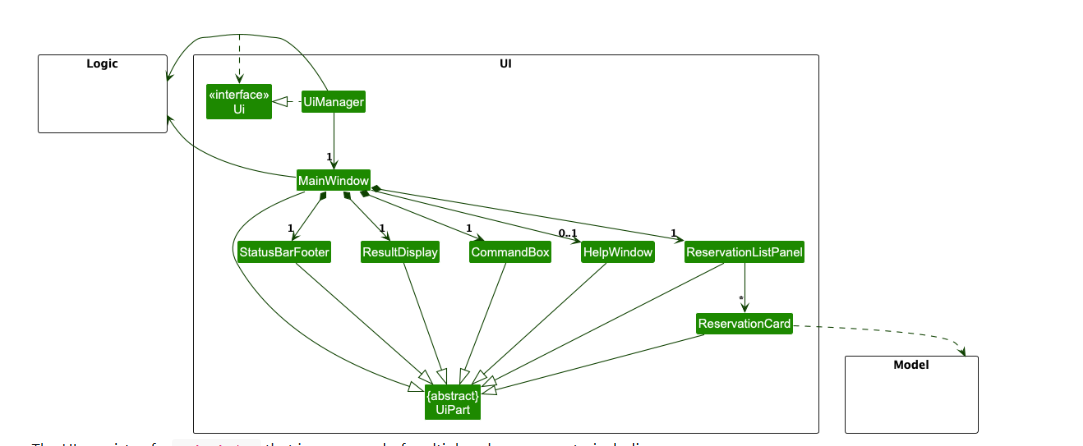 Logic
UI
«interface»
Ui
UiManager
1
MainWindow
1
1
1
0..1
1
StatusBarFooter
ResultDisplay
CommandBox
HelpWindow
ReservationListPanel
*
ReservationCard
Model
{abstract}
UiPart